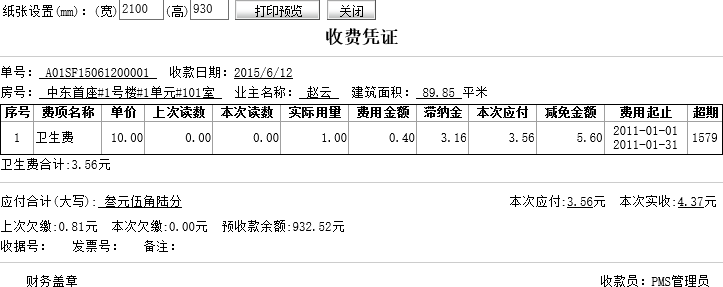 纸张设置(mm)：(宽) 2100 (高) 930 打印预览 关闭
收费凭证
单号： A01SF15061200001 收款日期：2015/6/12
房号： 中东首座#1号楼#1单元#101室 业主名称： 赵云 建筑面积： 89.85 平米
序号 费项名称 单价 上次读数 本次读数 实际用量 费用金额 滞纳金 本次应付 减免金额 费用起止 超期
1 卫生费 10.00 0.00 0.00 1.00 0.40 3.16 3.56 5.60 2011-01-01 2011-01-31 1579
卫生费合计:3.56元
应付合计(大写)：叁元伍角陆分 本次应付:3.56元 本次实收:4.37元
上次欠缴:0.81元 本次欠缴:0.00元 预收款余额:932.52元
收据号： 发票号： 备注：
财务盖章 收款员：PMS管理员